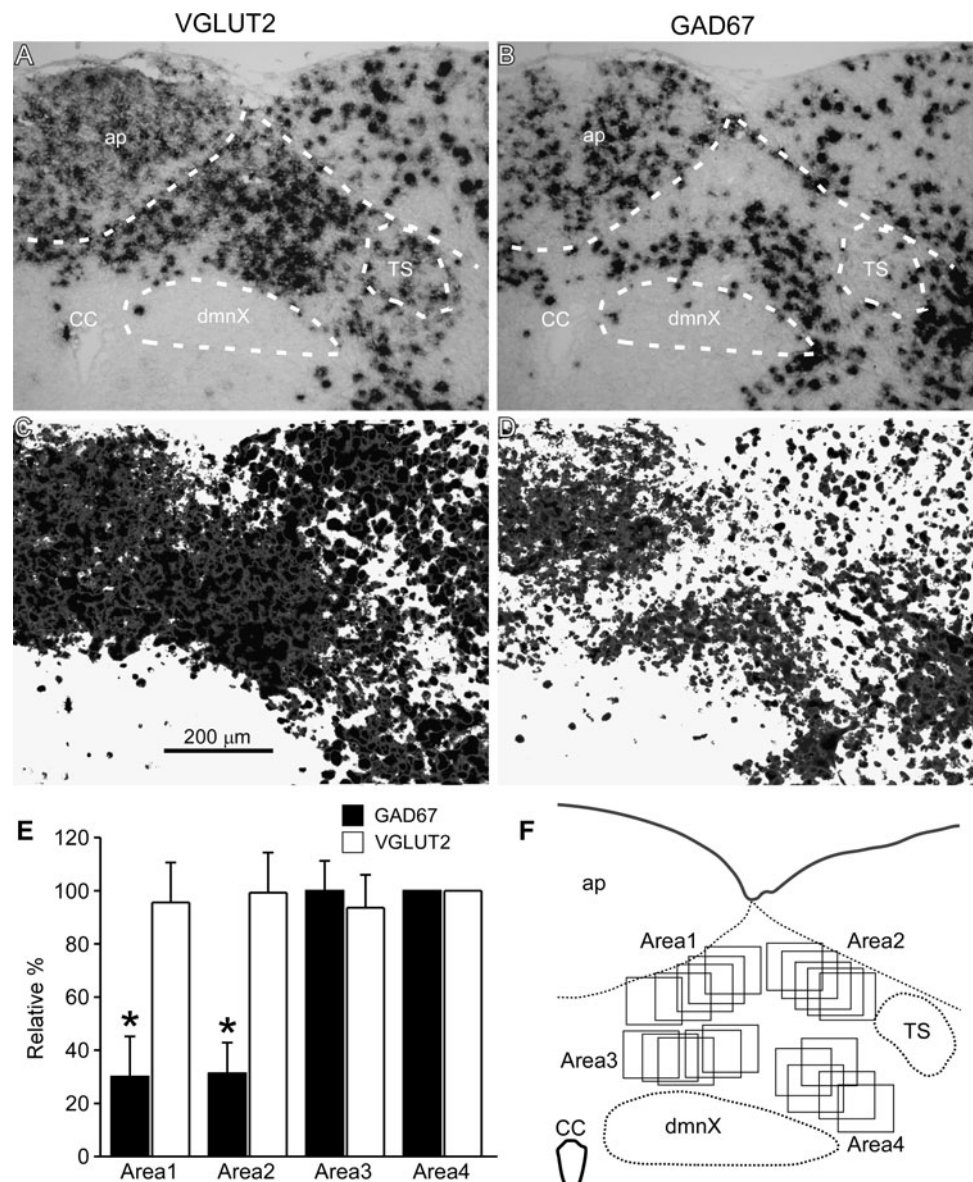 VGLUT2 GAD67
A B
ap ap
TS TS
CC dmnX CC dmnX
C D
200 μm
E GAD67 F
VGLUT2
120
100
80
60
40
20
0
Relative %
* *
Area1 Area2 Area3 Area4
ap
Area1 Area2
TS
Area3
dmnX
CC Area4